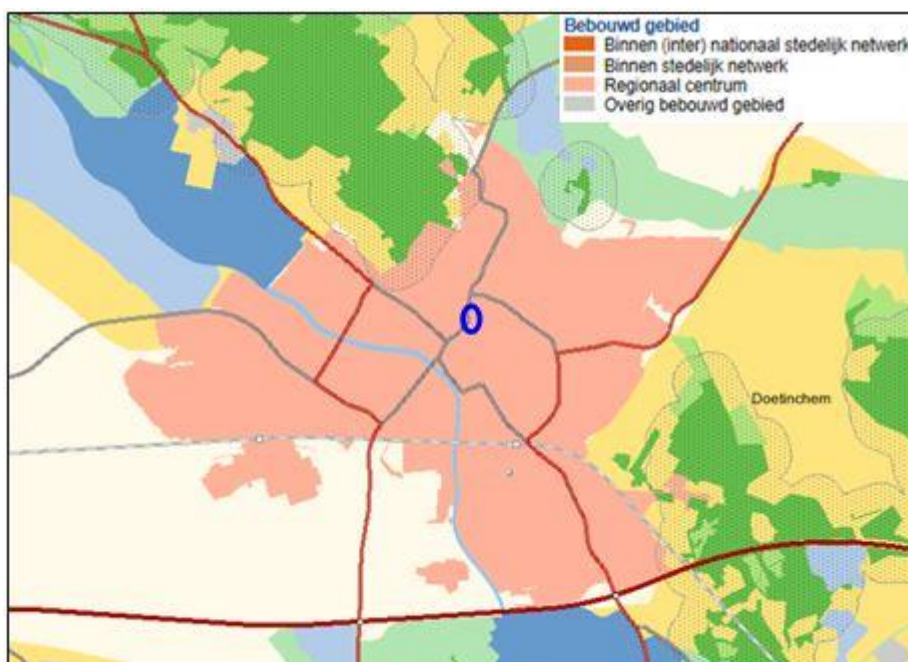 Bebouwd gebied
Binnen (inter) nationaal stedelijk netwerk
Binnen stedelijk netwerk
Regionaal centrum
Overig bebouwd gebied
Doetinchem